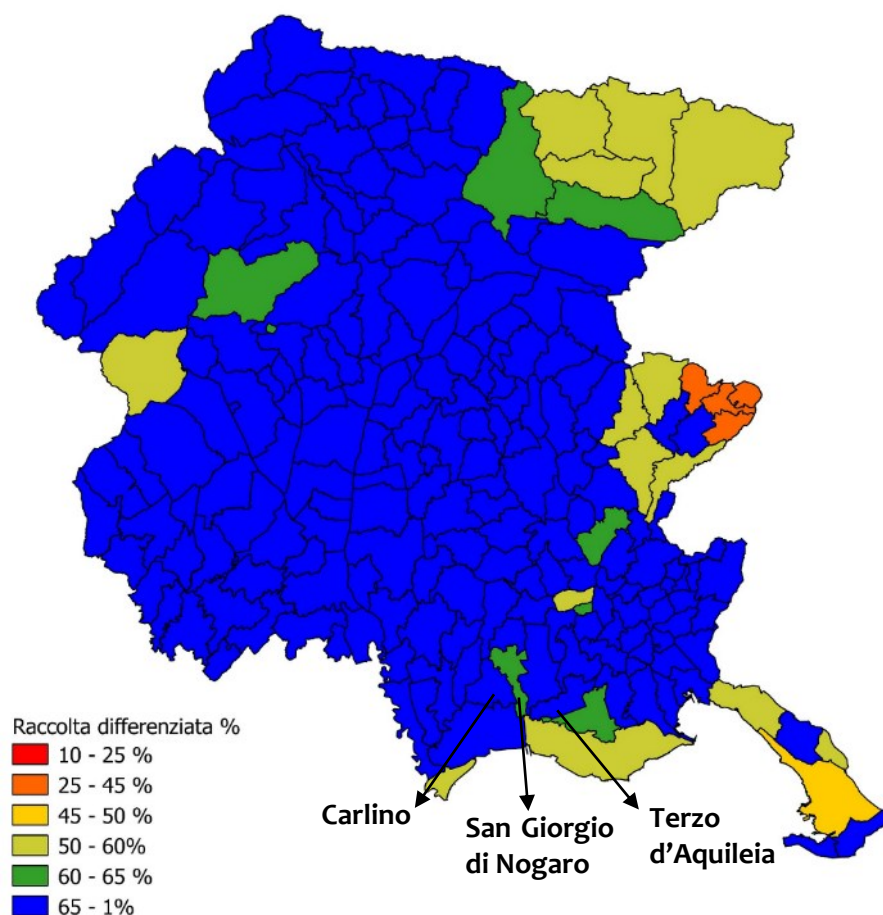 Raccolta differenziata %
10 - 25 %
25 - 45 %
45 - 50 %
50 - 60%
60 - 65 %
65 - 1%
Carlino
San Giorgio
di Nogaro
Terzo
d’Aquileia